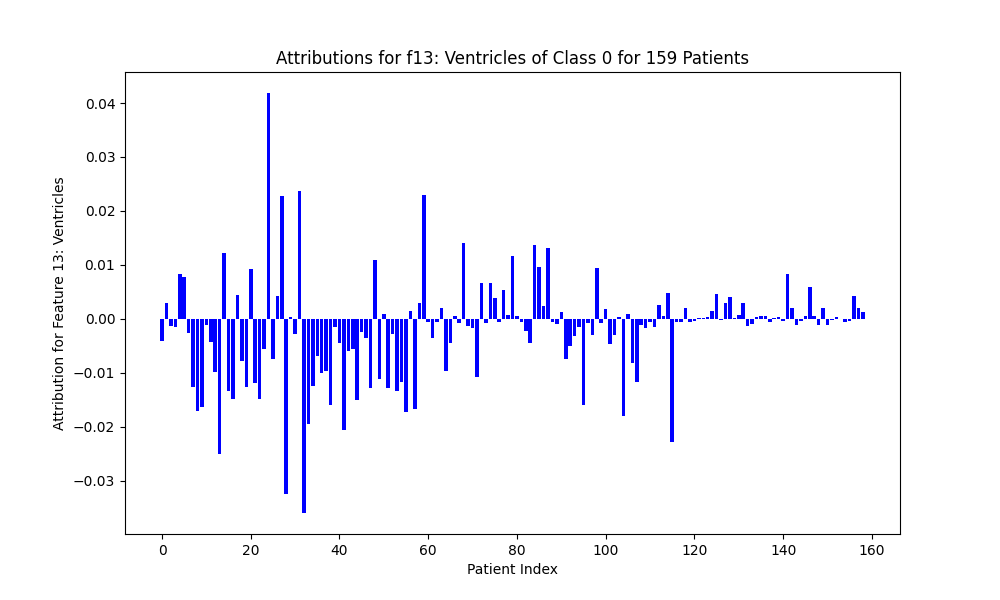 Attributions for f13: Ventricles of Class 0 for 159 Patients
Attribution for Feature 13: Ventricles
0.04
0.03
0.02
0.01
0.00
−0.01
−0.02
−0.03
0 20 40 60 80 100 120 140 160
Patient Index